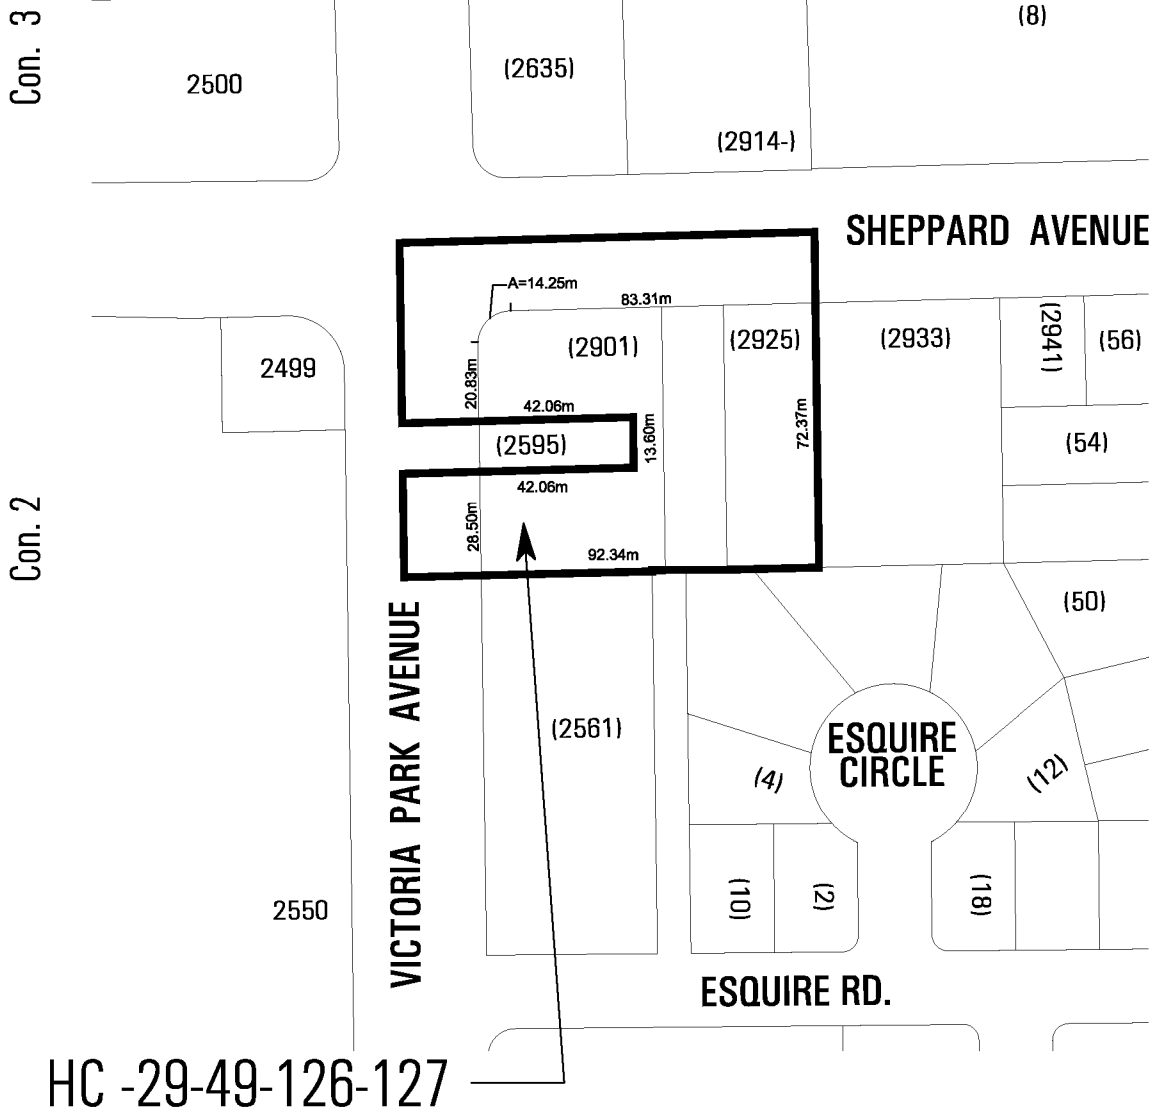 Con. 3
(8)
2500
(2635)
(2914-)
SHEPPARD AVENUE
A=14.25m
83.31m
(2901)
(2925)
(2933)
(2941)
(56)
2499
20.83m
42.06m
13.60m
72.37m
(2595)
(54)
42.06m
28.50m
92.34m
Con. 2
(50)
VICTORIA PARK AVENUE
(2561)
ESQUIRE
CIRCLE
(4)
(12)
(10)
(2)
(18)
2550
ESQUIRE RD.
HC -29-49-126-127